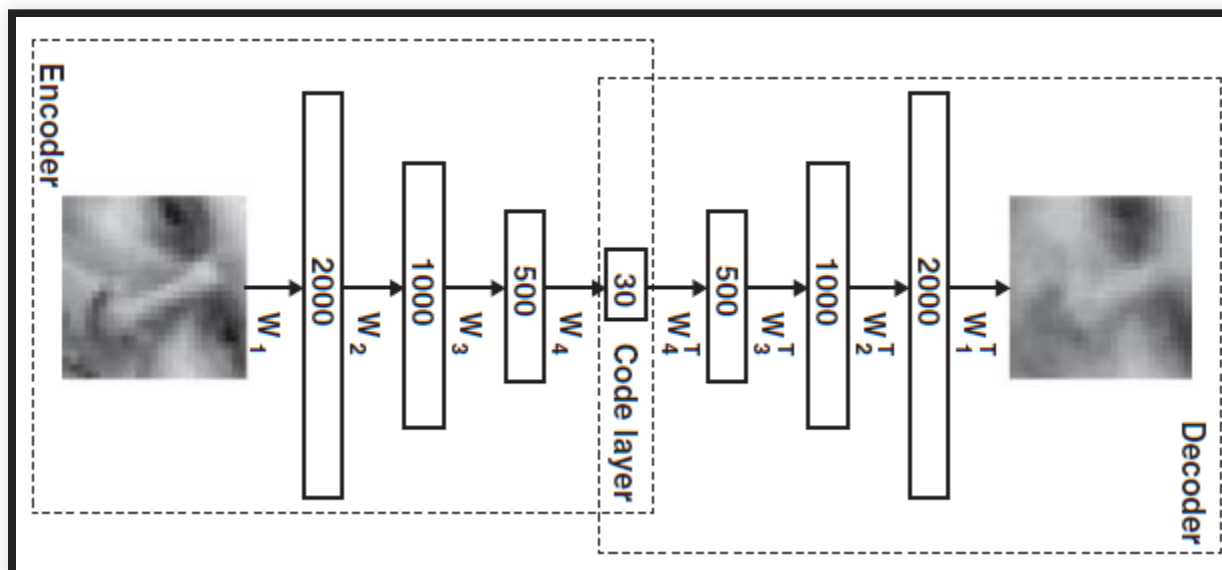 Encoder
2000
1000
500
30
500
1000
2000
W₁
W₂
W₃
W₄
Code layer
W₄ᵀ
W₃ᵀ
W₂ᵀ
W₁ᵀ
Decoder